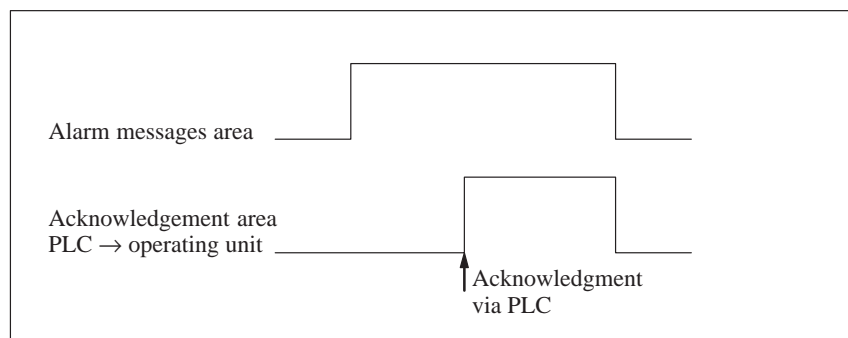 Alarm messages area
Acknowledgement area
PLC → operating unit
Acknowledgment
via PLC